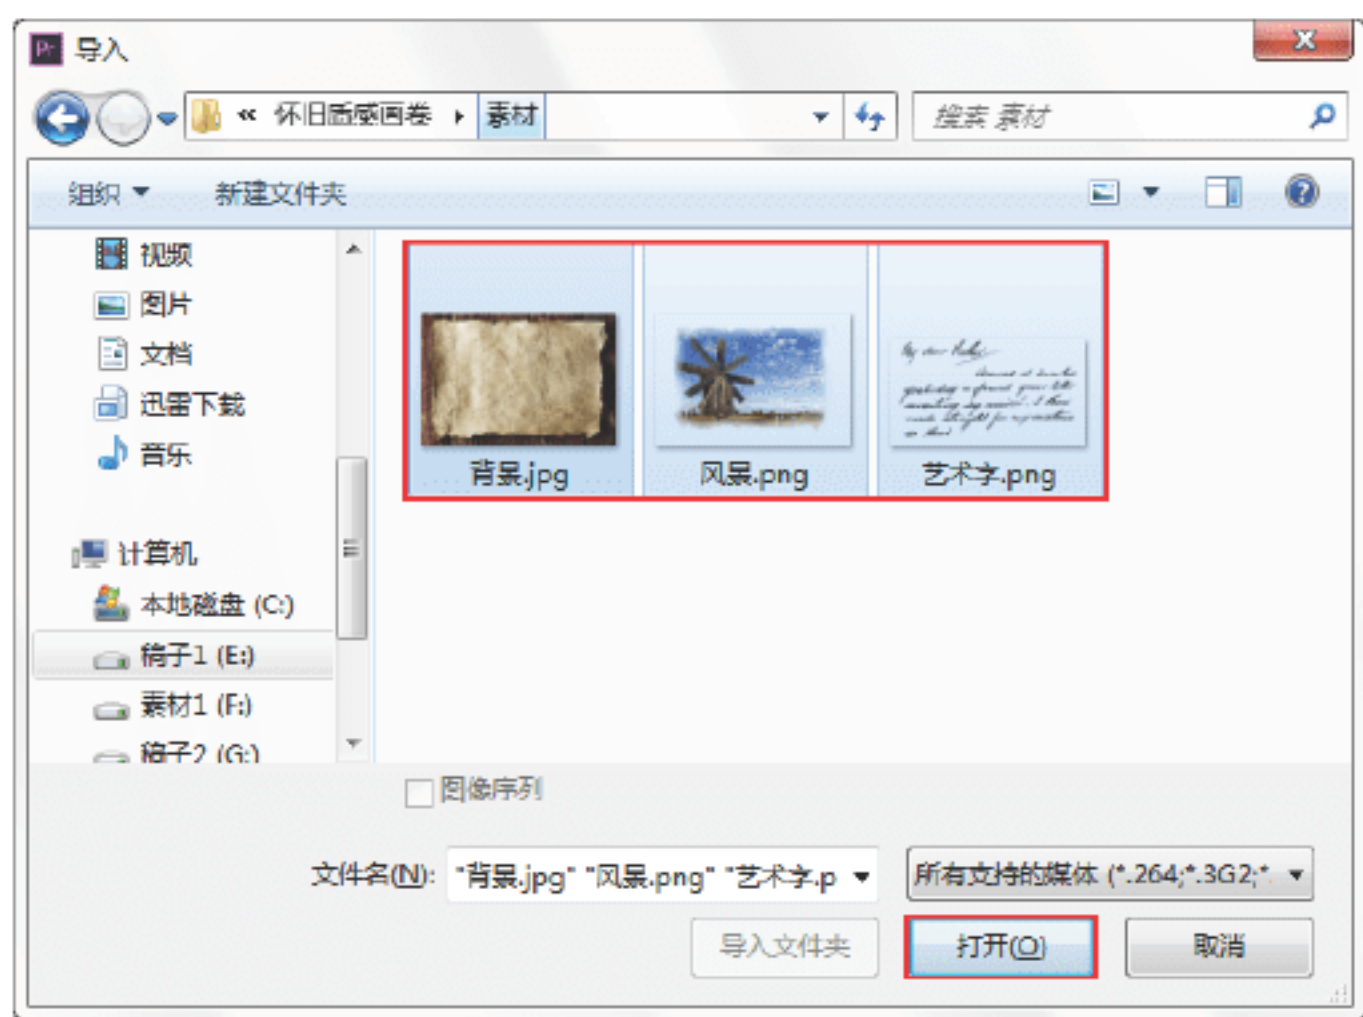 Pr 导入
« 怀旧质感画卷 ▸ 素材
搜索 素材
组织 新建文件夹
视频
图片
文档
迅雷下载
音乐
计算机
本地磁盘 (C:)
稿子1 (E:)
素材1 (F:)
稿子2 (G:)
背景.jpg 风景.png 艺术字.png
图像序列
文件名(N): "背景.jpg" "风景.png" "艺术字.p
所有支持的媒体 (*.264;*.3G2;*.
导入文件夹 打开(O) 取消